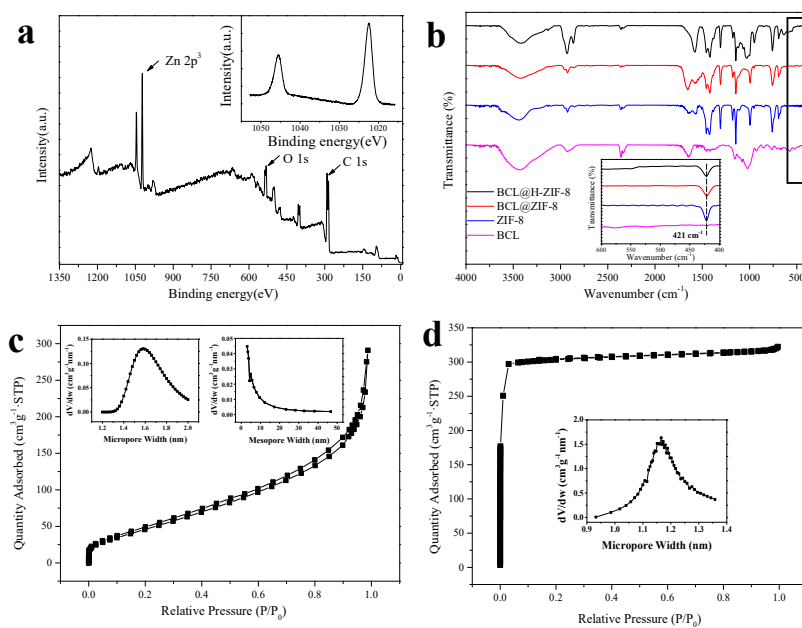 a
Zn 2p³
O 1s
C 1s
Intensity(a.u.)
Binding energy(eV)
1350 1200 1050 900 750 600 450 300 150 0
Intensity(a.u.)
Binding energy(eV)
1050 1040 1030 1020
b
Transmittance (%)
BCL@H-ZIF-8
BCL@ZIF-8
ZIF-8
BCL
Wavenumber (cm⁻¹)
4000 3500 3000 2500 2000 1500 1000 500
Transmittance (%)
421 cm⁻¹
600 550 500 450 400
Wavenumber (cm⁻¹)
c
Quantity Adsorbed (cm³g⁻¹·STP)
300
250
200
150
100
50
0
0.0 0.2 0.4 0.6 0.8 1.0
Relative Pressure (P/P₀)
dV/dw (cm³g⁻¹nm⁻¹)
0.15
0.10
0.05
0.00
1.2 1.4 1.6 1.8 2.0
Micropore Width (nm)
dV/dw (cm³g⁻¹nm⁻¹)
0.05
0.04
0.03
0.02
0.01
0.00
0 10 20 30 40 50
Mesopore Width (nm)
d
Quantity Adsorbed (cm³g⁻¹·STP)
350
300
250
200
150
100
50
0
0.0 0.2 0.4 0.6 0.8 1.0
Relative Pressure (P/P₀)
dV/dw (cm³g⁻¹nm⁻¹)
2.0
1.5
1.0
0.5
0.0
0.9 1.0 1.1 1.2 1.3 1.4
Micropore Width (nm)